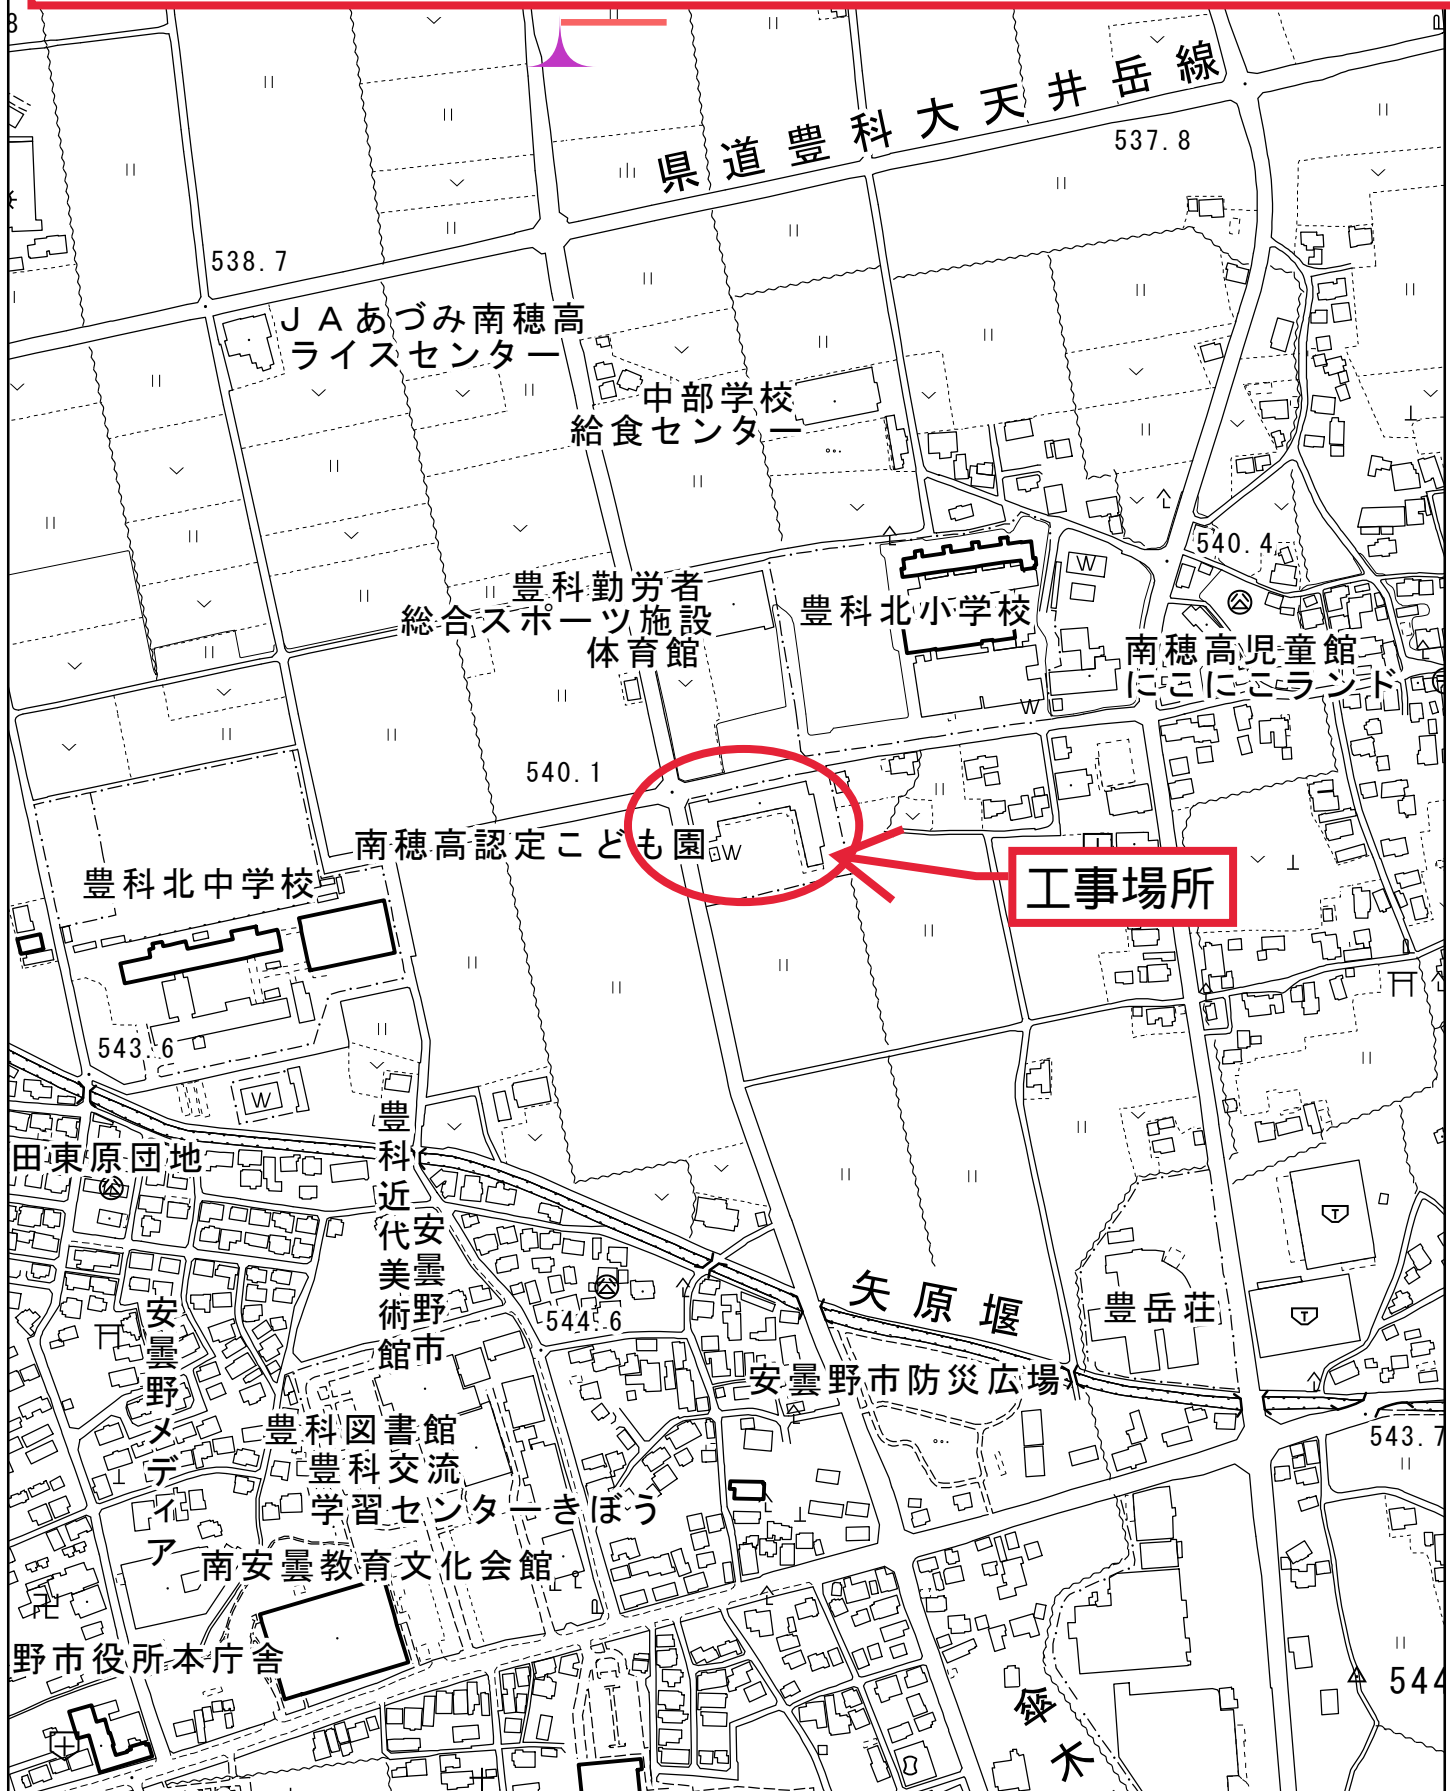 県道豊科大天井岳線
537.8
538.7
JAあづみ南穂高
ライスセンター
中部学校
給食センター
540.4
豊科勤労者
総合スポーツ施設
体育館
豊科北小学校
W
南穂高児童館
にこにこランド
W
540.1
南穂高認定こども園
W
工事場所
豊科北中学校
543.6
W
田東原団地
豊科近代美術館
安曇野市
矢原堰
豊岳荘
544.6
安曇野メディア
安曇野市防災広場
豊科図書館
豊科交流
学習センターきぼう
543.7
南安曇教育文化会館
野市役所本庁舎
544
傘木